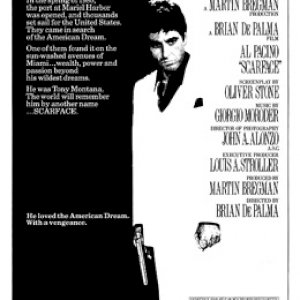 In the spring of 1980,
the port at Mariel Harbor
was opened, and thousands
set sail for the United States.
They came in search
of the American Dream.
One of them found it on the
sun-washed avenues of
Miami...wealth, power and
passion beyond
his wildest dreams.
He was Tony Montana.
The world will remember
him by another name
...SCARFACE.
He loved the American Dream.
With a vengeance.
A
MARTIN BREGMAN
PRODUCTION
A
BRIAN DE PALMA
FILM
AL PACINO
"SCARFACE"
SCREENPLAY BY
OLIVER STONE
MUSIC BY
GIORGIO MORODER
DIRECTOR OF PHOTOGRAPHY
JOHN A. ALONZO
A.S.C.
EXECUTIVE PRODUCER
LOUIS A. STROLLER
PRODUCED BY
MARTIN BREGMAN
DIRECTED BY
BRIAN DE PALMA